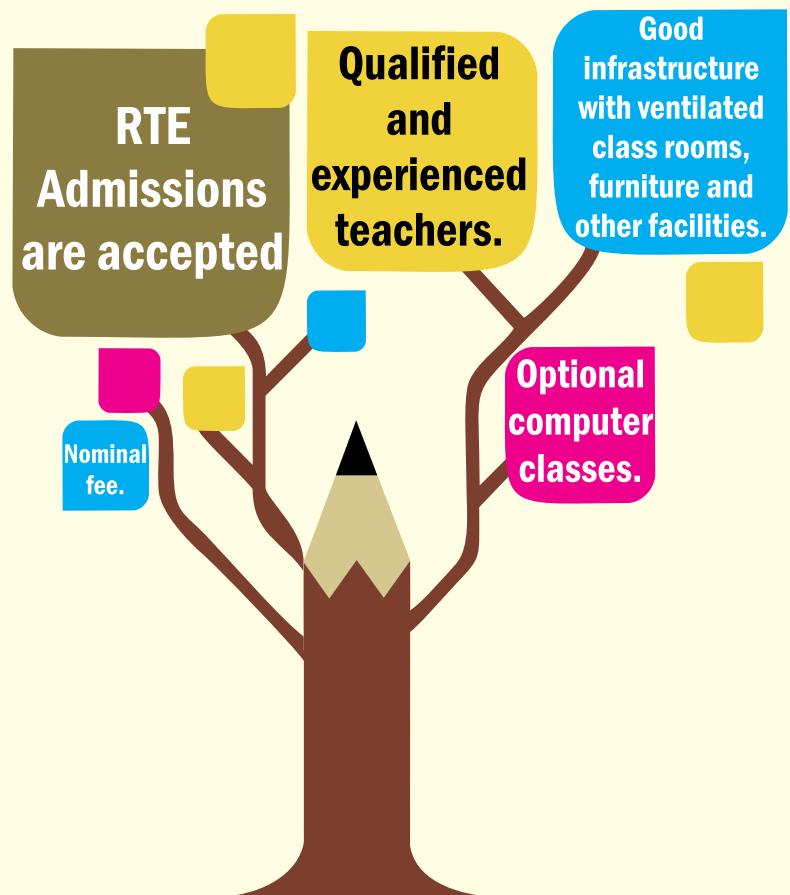 RTE
Admissions
are accepted
Qualified
and
experienced
teachers.
Good
infrastructure
with ventilated
class rooms,
furniture and
other facilities.
Optional
computer
classes.
Nominal
fee.